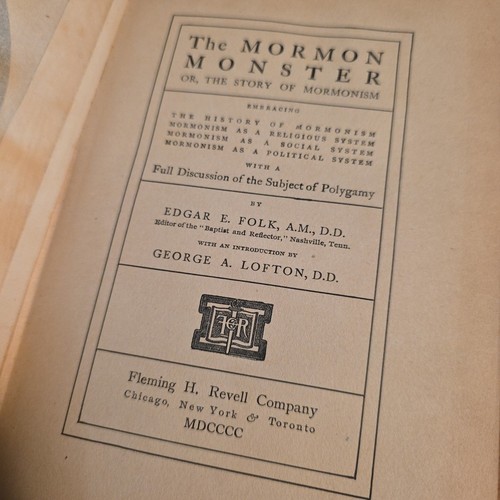 The MORMON
MONSTER
OR, THE STORY OF MORMONISM
EMBRACING
THE HISTORY OF MORMONISM
MORMONISM AS A RELIGIOUS SYSTEM
MORMONISM AS A SOCIAL SYSTEM
MORMONISM AS A POLITICAL SYSTEM
WITH A
Full Discussion of the Subject of Polygamy
BY
EDGAR E. FOLK, A.M., D.D.
Editor of the "Baptist and Reflector," Nashville, Tenn.
WITH AN INTRODUCTION BY
GEORGE A. LOFTON, D.D.
Fleming H. Revell Company
Chicago, New York & Toronto
MDCCCC